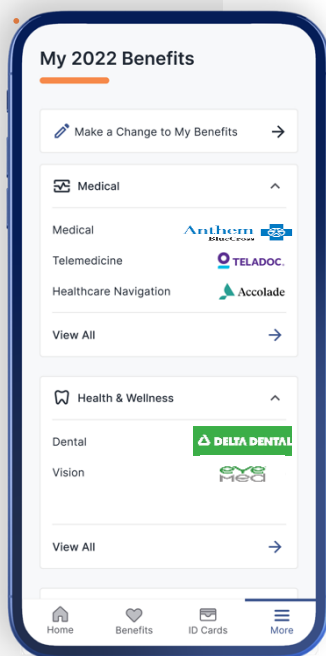 My 2022 Benefits
Make a Change to My Benefits
Medical
Medical Anthem BlueCross
Telemedicine TELADOC.
Healthcare Navigation Accolade
View All
Health & Wellness
Dental DELTA DENTAL
Vision eye med
View All
Home Benefits ID Cards More